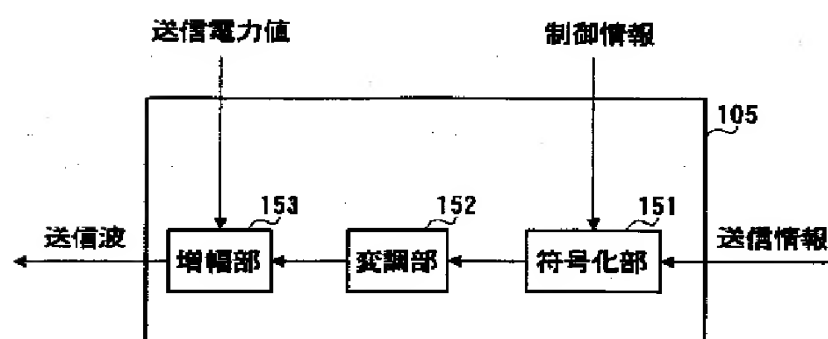 送信電力値
制御情報
105
153
152
151
送信波
増幅部
変調部
符号化部
送信情報